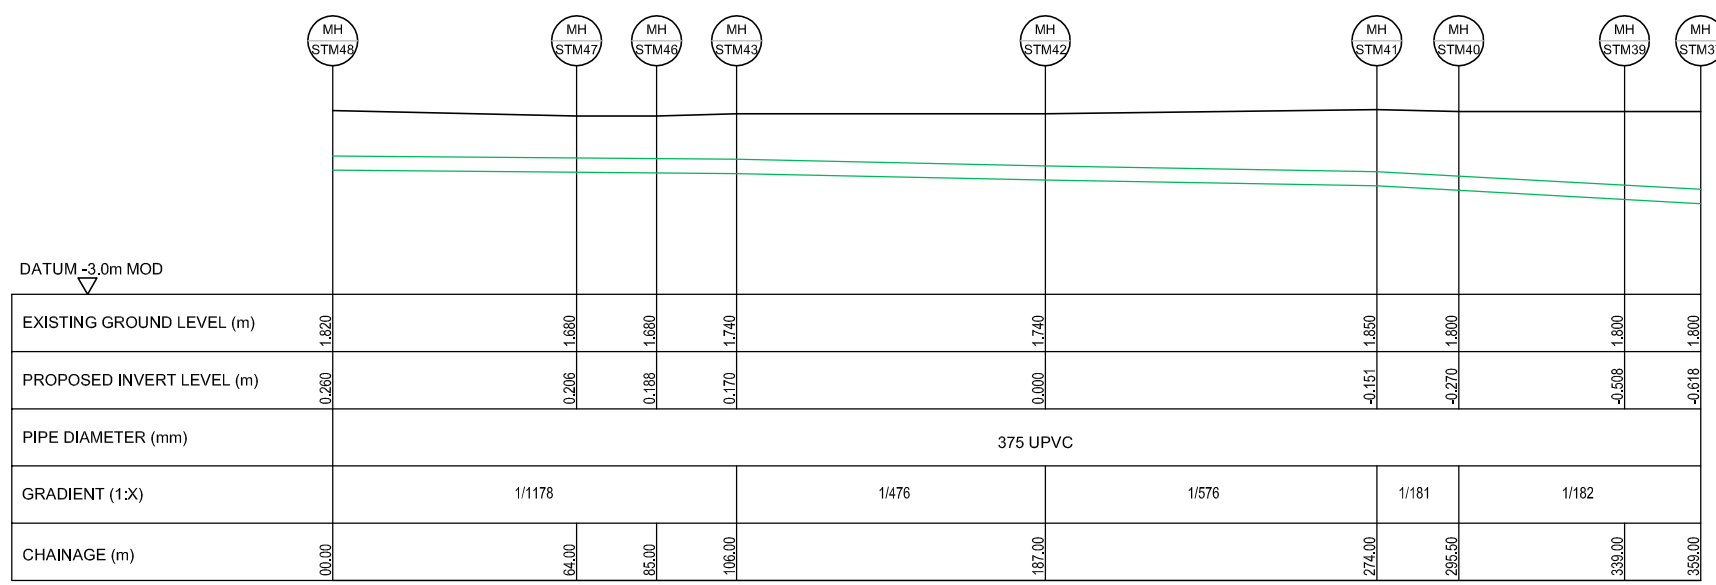 MH
STM48
MH
STM47
MH
STM46
MH
STM43
MH
STM42
MH
STM41
MH
STM40
MH
STM39
MH
STM37
DATUM -3.0m MOD
EXISTING GROUND LEVEL (m) 1.820 1.680 1.680 1.740 1.740 1.850 1.800 1.800 1.800
PROPOSED INVERT LEVEL (m) 0.260 0.206 0.188 0.170 0.000 -0.151 -0.270 -0.508 -0.618
PIPE DIAMETER (mm) 375 UPVC
GRADIENT (1:X) 1/1178 1/476 1/576 1/181 1/182
CHAINAGE (m) 00.00 64.00 85.00 106.00 187.00 274.00 295.50 339.00 359.00